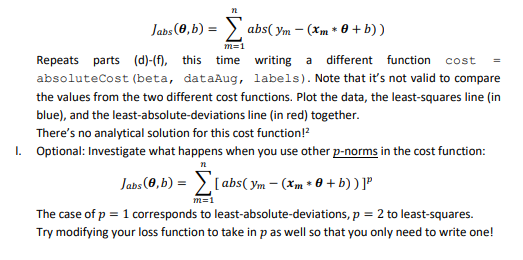 n
J_abs(θ, b) = ∑ abs( y_m − (x_m * θ + b) )
m=1
Repeats parts (d)-(f), this time writing a different function cost =
absoluteCost(beta, dataAug, labels). Note that it's not valid to compare
the values from the two different cost functions. Plot the data, the least-squares line (in
blue), and the least-absolute-deviations line (in red) together.
There's no analytical solution for this cost function!²
I. Optional: Investigate what happens when you use other p-norms in the cost function:
n
J_abs(θ, b) = ∑ [ abs( y_m − (x_m * θ + b) ) ]^p
m=1
The case of p = 1 corresponds to least-absolute-deviations, p = 2 to least-squares.
Try modifying your loss function to take in p as well so that you only need to write one!